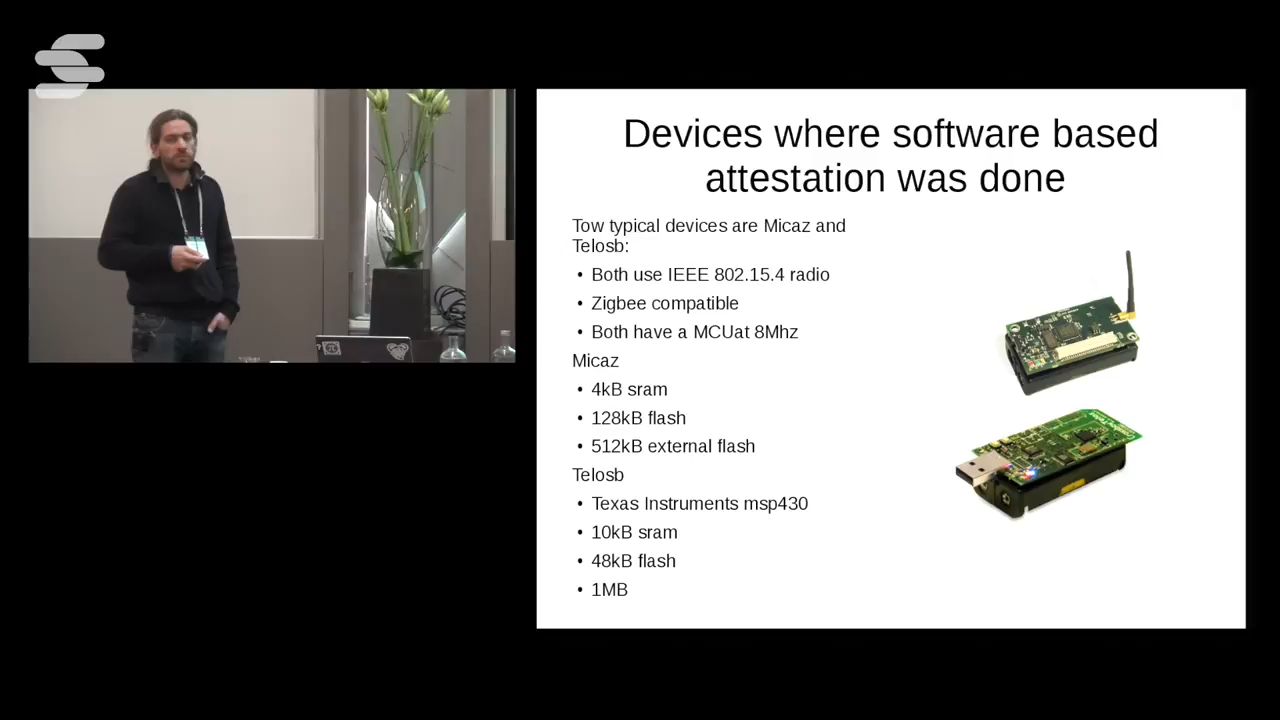 Devices where software based
attestation was done
Tow typical devices are Micaz and
Telosb:
• Both use IEEE 802.15.4 radio
• Zigbee compatible
• Both have a MCUat 8Mhz
Micaz
• 4kB sram
• 128kB flash
• 512kB external flash
Telosb
• Texas Instruments msp430
• 10kB sram
• 48kB flash
• 1MB